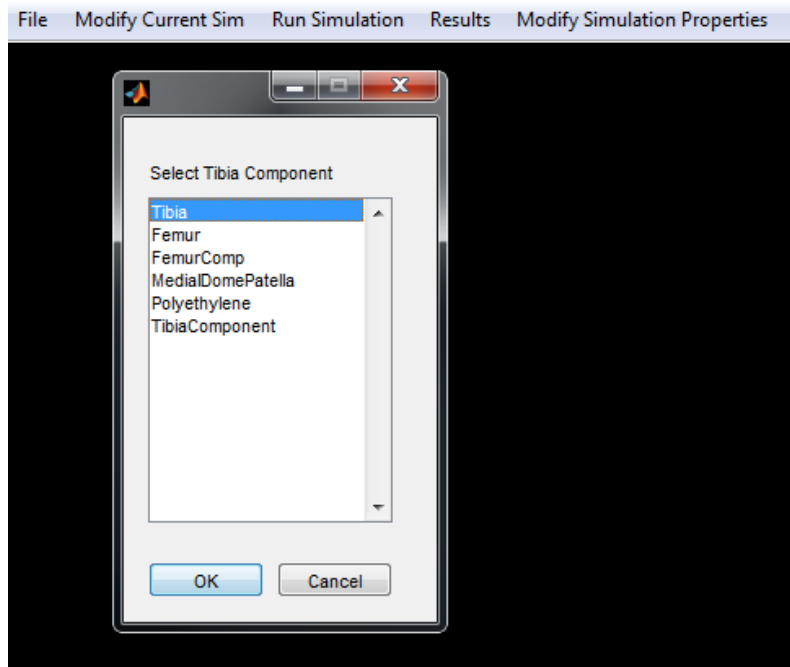 File Modify Current Sim Run Simulation Results Modify Simulation Properties
Select Tibia Component
Tibia
Femur
FemurComp
MedialDomePatella
Polyethylene
TibiaComponent
OK Cancel